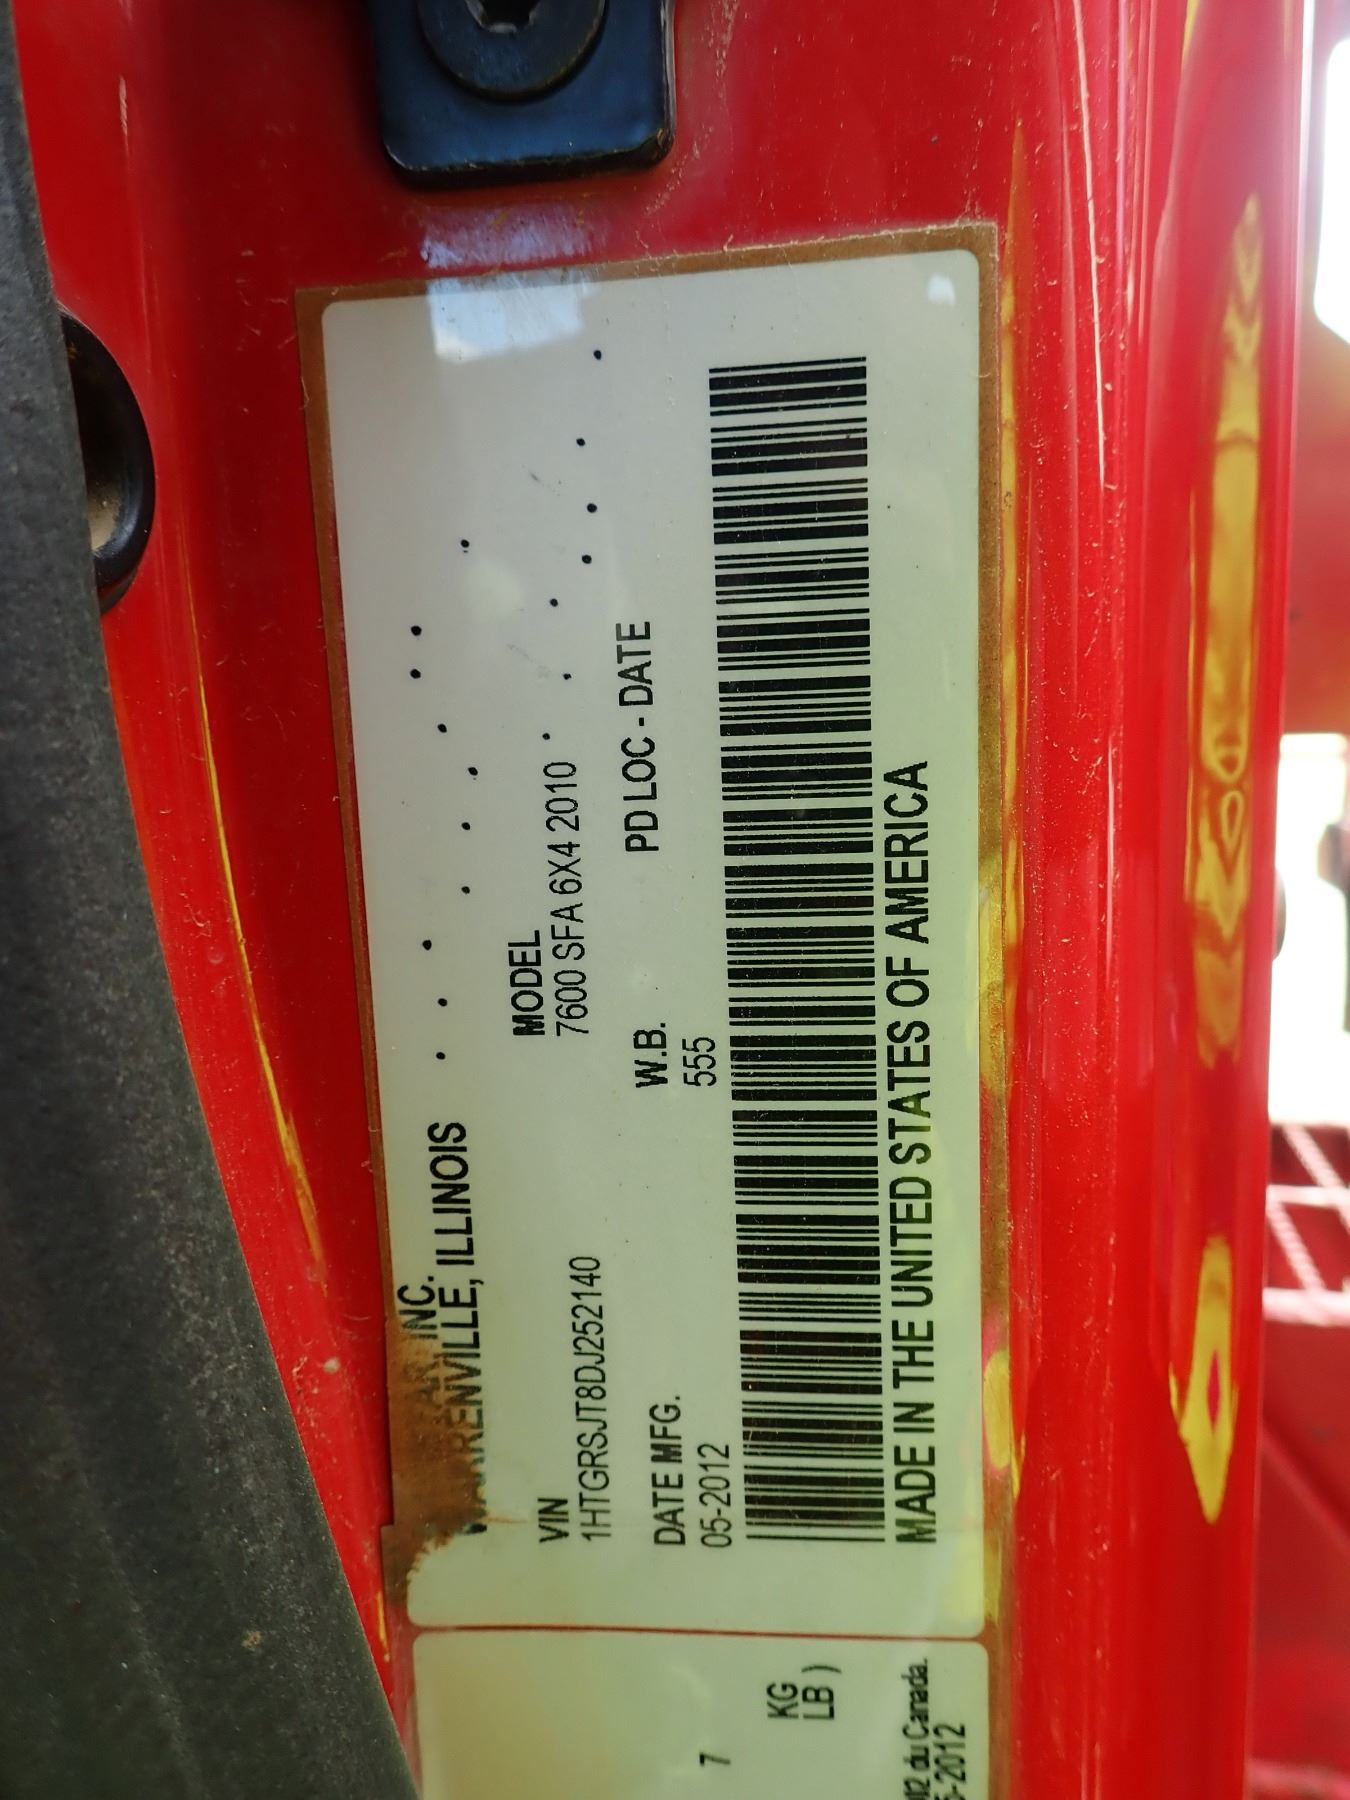 INC.
WARRENVILLE, ILLINOIS
VIN
1HTGRSJT8DJ252140
MODEL
7600 SFA 6X4 2010
DATE MFG.
05-2012
W.B.
555
PD LOC - DATE
MADE IN THE UNITED STATES OF AMERICA
7
KG
LB )
du Canada.
-2012